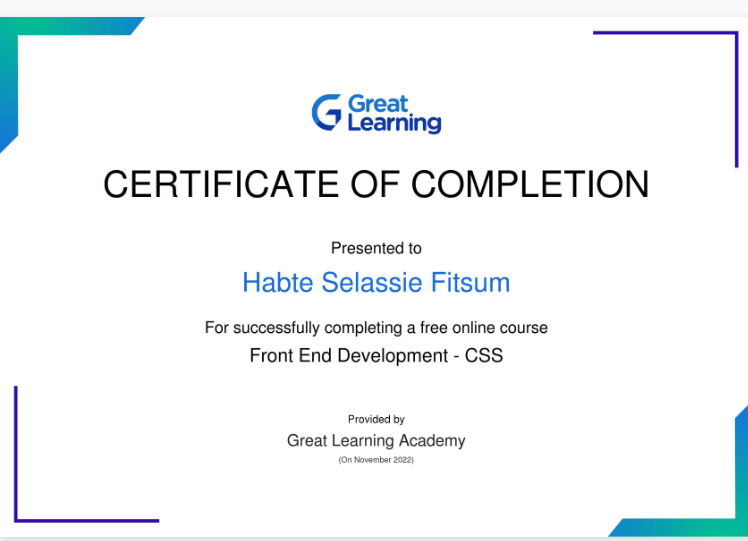 Great
Learning
CERTIFICATE OF COMPLETION
Presented to
Habte Selassie Fitsum
For successfully completing a free online course
Front End Development - CSS
Provided by
Great Learning Academy
(On November 2022)